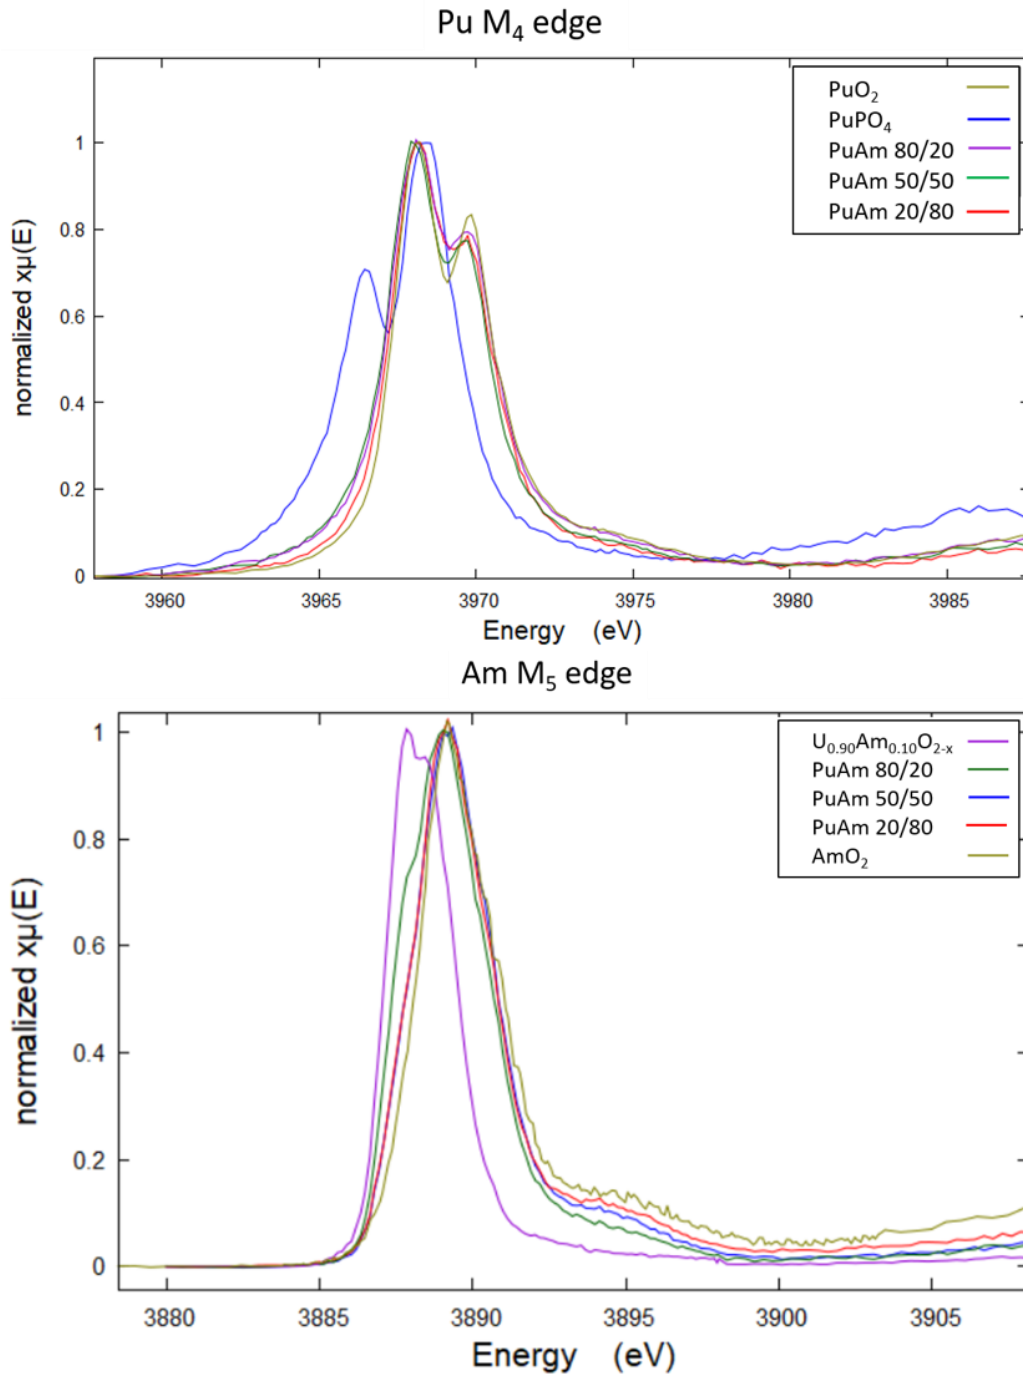 Pu M₄ edge
PuO₂
PuPO₄
PuAm 80/20
PuAm 50/50
PuAm 20/80
normalized xμ(E)
1
0.8
0.6
0.4
0.2
0
3960 3965 3970 3975 3980 3985
Energy (eV)
Am M₅ edge
U₀.₉₀Am₀.₁₀O₂₋ₓ
PuAm 80/20
PuAm 50/50
PuAm 20/80
AmO₂
normalized xμ(E)
1
0.8
0.6
0.4
0.2
0
3880 3885 3890 3895 3900 3905
Energy (eV)